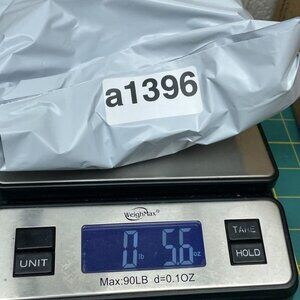 a1396
WeighMax
0 lb 5.6 oz
TARE
HOLD
UNIT
Max:90LB d=0.1OZ